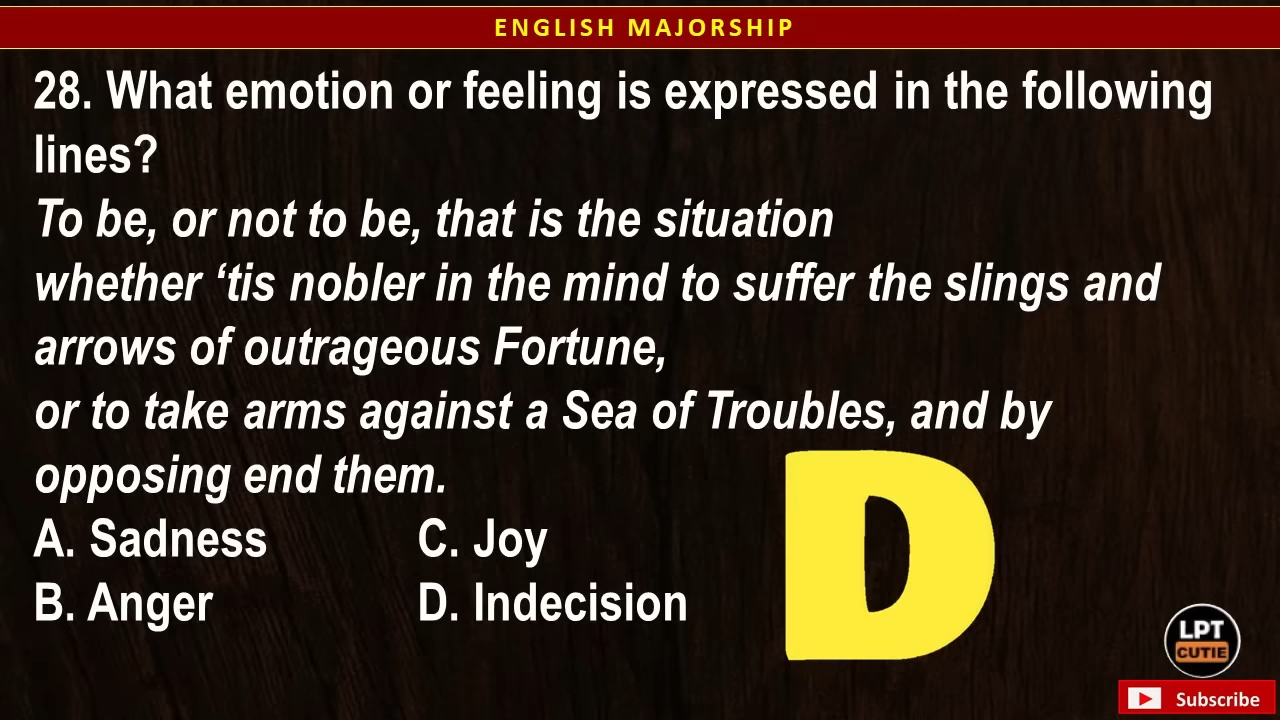 ENGLISH MAJORSHIP
28. What emotion or feeling is expressed in the following
lines?
To be, or not to be, that is the situation
whether ‘tis nobler in the mind to suffer the slings and
arrows of outrageous Fortune,
or to take arms against a Sea of Troubles, and by
opposing end them.
A. Sadness C. Joy
B. Anger D. Indecision
D
LPT
CUTIE
Subscribe